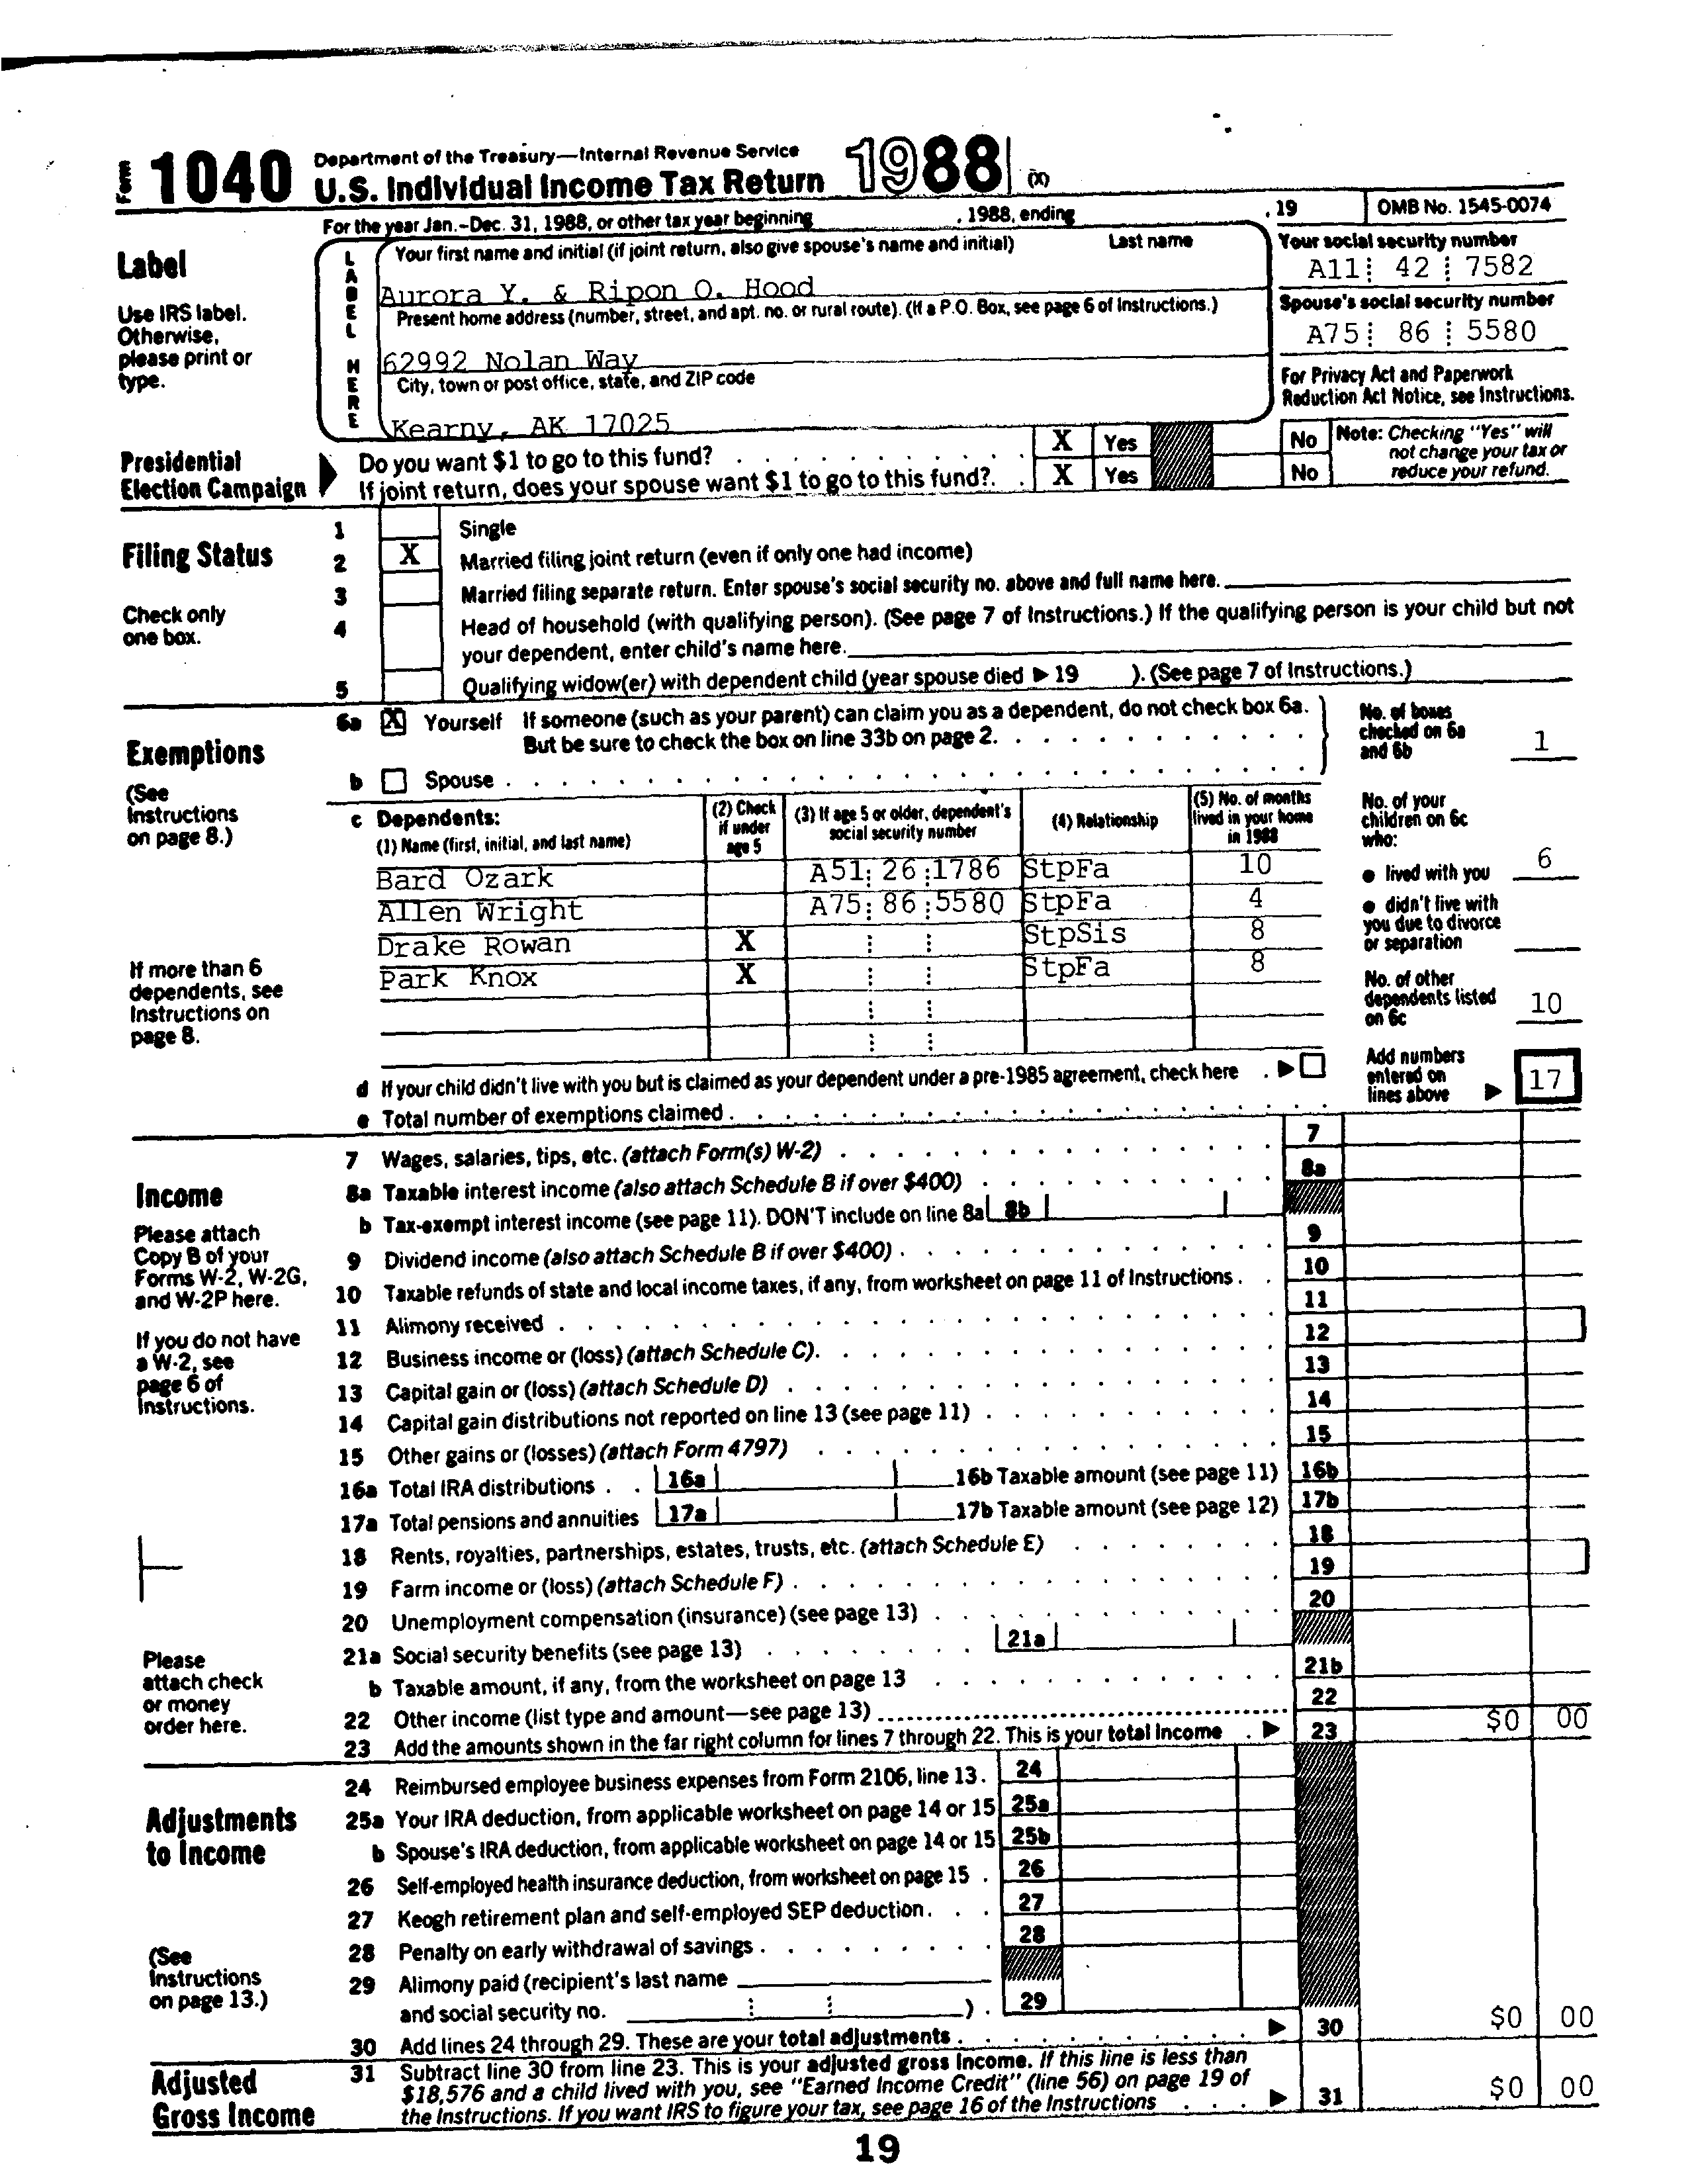 Form 1040 Department of the Treasury—Internal Revenue Service
U.S. Individual Income Tax Return 1988 (X)
For the year Jan.-Dec. 31, 1988, or other tax year beginning , 1988, ending , 19 OMB No. 1545-0074
Label
Use IRS label.
Otherwise,
please print or
type.
LABEL HERE
Your first name and initial (if joint return, also give spouse's name and initial) Last name
Aurora Y. & Ripon O. Hood
Present home address (number, street, and apt. no. or rural route). (If a P.O. Box, see page 6 of Instructions.)
62992 Nolan Way
City, town or post office, state, and ZIP code
Kearny, AK 17025
Your social security number
A11 42 7582
Spouse's social security number
A75 86 5580
For Privacy Act and Paperwork
Reduction Act Notice, see Instructions.
Presidential
Election Campaign
Do you want $1 to go to this fund? X Yes No
If joint return, does your spouse want $1 to go to this fund?. X Yes No
Note: Checking "Yes" will
not change your tax or
reduce your refund.
Filing Status
Check only
one box.
1 Single
2 X Married filing joint return (even if only one had income)
3 Married filing separate return. Enter spouse's social security no. above and full name here.
4 Head of household (with qualifying person). (See page 7 of Instructions.) If the qualifying person is your child but not
your dependent, enter child's name here.
5 Qualifying widow(er) with dependent child (year spouse died ▶ 19 ). (See page 7 of Instructions.)
Exemptions
(See
Instructions
on page 8.)
If more than 6
dependents, see
Instructions on
page 8.
6a X Yourself If someone (such as your parent) can claim you as a dependent, do not check box 6a.
But be sure to check the box on line 33b on page 2.
b Spouse
No. of boxes
checked on 6a
and 6b 1
c Dependents:
(1) Name (first, initial, and last name)
(2) Check
if under
age 5
(3) If age 5 or older, dependent's
social security number
(4) Relationship
(5) No. of months
lived in your home
in 1988
Bard Ozark A51 26 1786 StpFa 10
Allen Wright A75 86 5580 StpFa 4
Drake Rowan X StpSis 8
Park Knox X StpFa 8
No. of your
children on 6c
who:
● lived with you 6
● didn't live with
you due to divorce
or separation
No. of other
dependents listed
on 6c 10
d If your child didn't live with you but is claimed as your dependent under a pre-1985 agreement, check here ▶
e Total number of exemptions claimed
Add numbers
entered on
lines above ▶ 17
Income
Please attach
Copy B of your
Forms W-2, W-2G,
and W-2P here.
If you do not have
a W-2, see
page 6 of
Instructions.
Please
attach check
or money
order here.
7 Wages, salaries, tips, etc. (attach Form(s) W-2) 7
8a Taxable interest income (also attach Schedule B if over $400) 8a
b Tax-exempt interest income (see page 11). DON'T include on line 8a 8b
9 Dividend income (also attach Schedule B if over $400) 9
10 Taxable refunds of state and local income taxes, if any, from worksheet on page 11 of Instructions. 10
11 Alimony received 11
12 Business income or (loss) (attach Schedule C). 12
13 Capital gain or (loss) (attach Schedule D) 13
14 Capital gain distributions not reported on line 13 (see page 11) 14
15 Other gains or (losses) (attach Form 4797) 15
16a Total IRA distributions 16a 16b Taxable amount (see page 11) 16b
17a Total pensions and annuities 17a 17b Taxable amount (see page 12) 17b
18 Rents, royalties, partnerships, estates, trusts, etc. (attach Schedule E) 18
19 Farm income or (loss) (attach Schedule F) 19
20 Unemployment compensation (insurance) (see page 13) 20
21a Social security benefits (see page 13) 21a
b Taxable amount, if any, from the worksheet on page 13 21b
22 Other income (list type and amount—see page 13) 22
23 Add the amounts shown in the far right column for lines 7 through 22. This is your total income ▶ 23 $0 00
Adjustments
to Income
(See
Instructions
on page 13.)
24 Reimbursed employee business expenses from Form 2106, line 13. 24
25a Your IRA deduction, from applicable worksheet on page 14 or 15 25a
b Spouse's IRA deduction, from applicable worksheet on page 14 or 15 25b
26 Self-employed health insurance deduction, from worksheet on page 15 26
27 Keogh retirement plan and self-employed SEP deduction. 27
28 Penalty on early withdrawal of savings 28
29 Alimony paid (recipient's last name
and social security no. ). 29
30 Add lines 24 through 29. These are your total adjustments ▶ 30 $0 00
Adjusted
Gross Income
31 Subtract line 30 from line 23. This is your adjusted gross income. If this line is less than
$18,576 and a child lived with you, see "Earned Income Credit" (line 56) on page 19 of
the Instructions. If you want IRS to figure your tax, see page 16 of the Instructions ▶ 31 $0 00
19